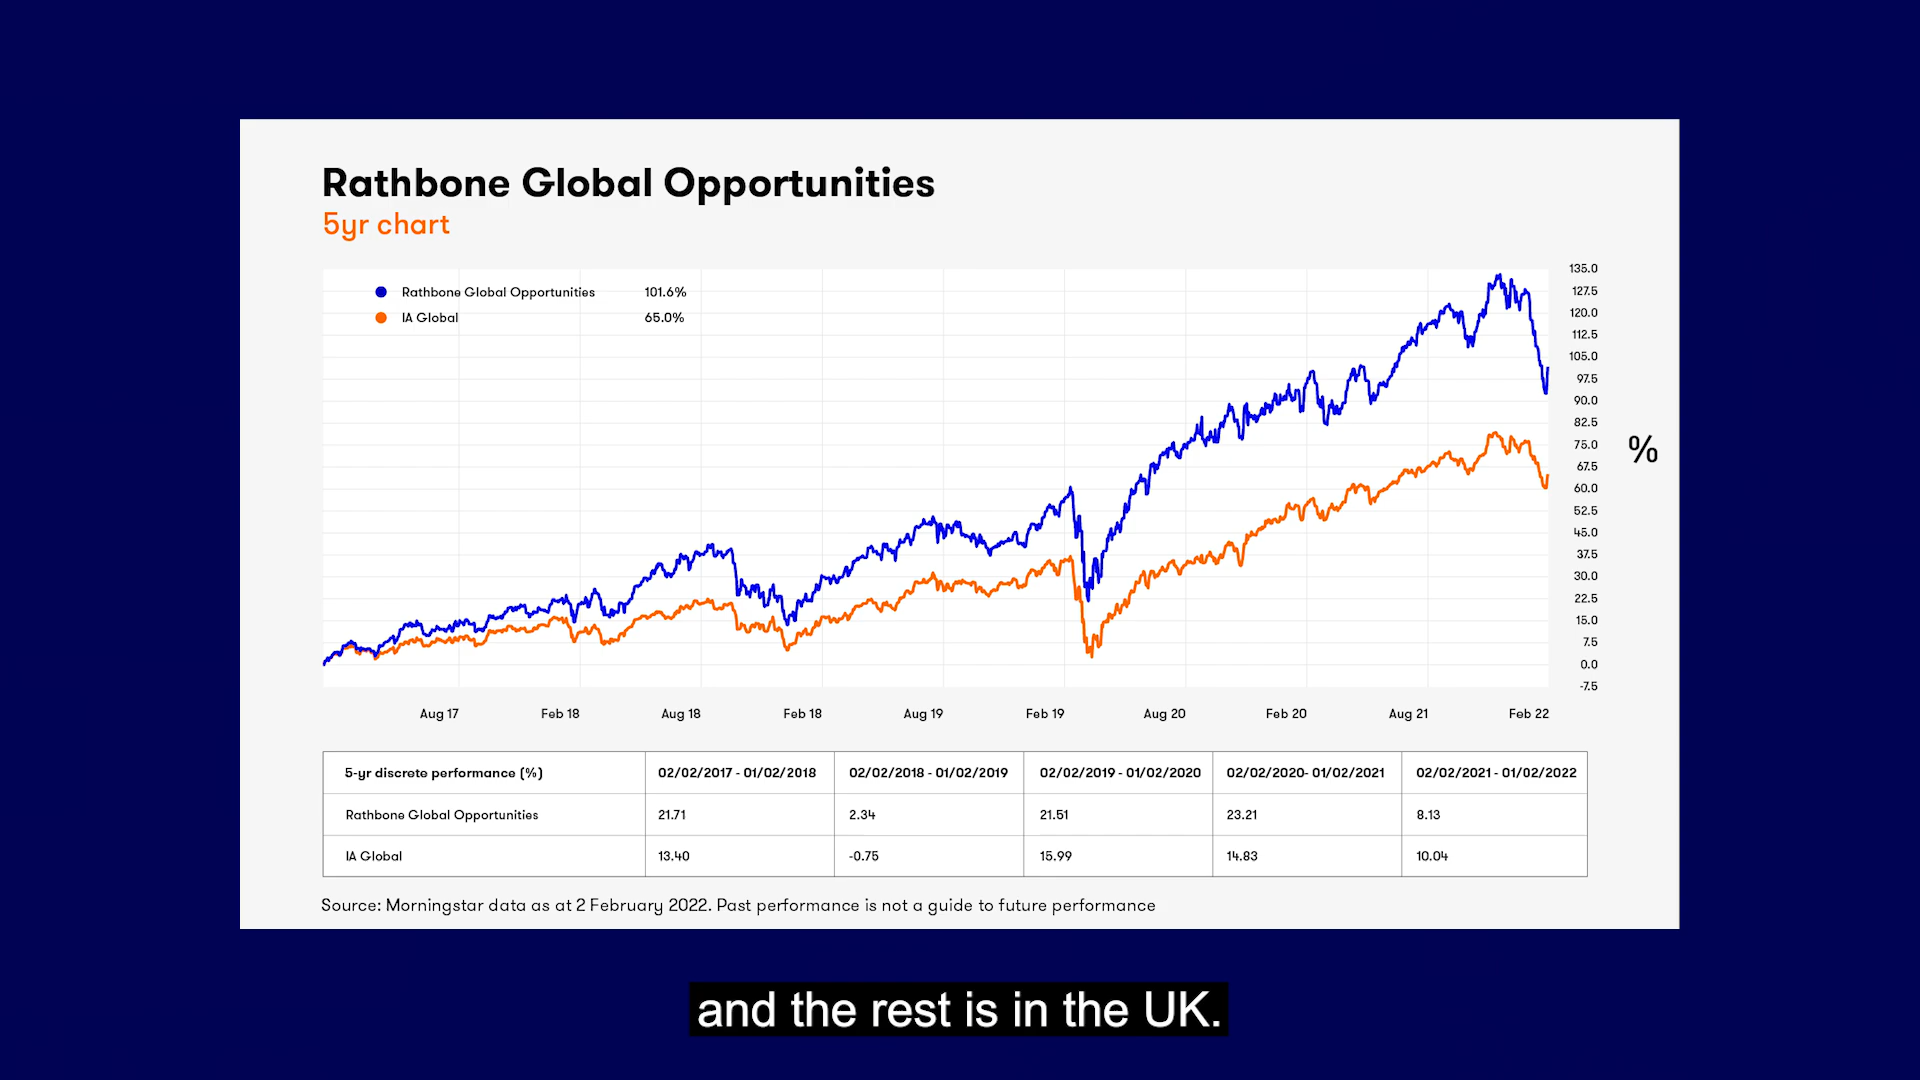 Rathbone Global Opportunities
5yr chart
Rathbone Global Opportunities 101.6%
IA Global 65.0%
135.0
127.5
120.0
112.5
105.0
97.5
90.0
82.5
75.0
67.5
60.0
52.5
45.0
37.5
30.0
22.5
15.0
7.5
0.0
-7.5
%
Aug 17 Feb 18 Aug 18 Feb 18 Aug 19 Feb 19 Aug 20 Feb 20 Aug 21 Feb 22
5-yr discrete performance (%) 02/02/2017 - 01/02/2018 02/02/2018 - 01/02/2019 02/02/2019 - 01/02/2020 02/02/2020- 01/02/2021 02/02/2021 - 01/02/2022
Rathbone Global Opportunities 21.71 2.34 21.51 23.21 8.13
IA Global 13.40 -0.75 15.99 14.83 10.04
Source: Morningstar data as at 2 February 2022. Past performance is not a guide to future performance
and the rest is in the UK.